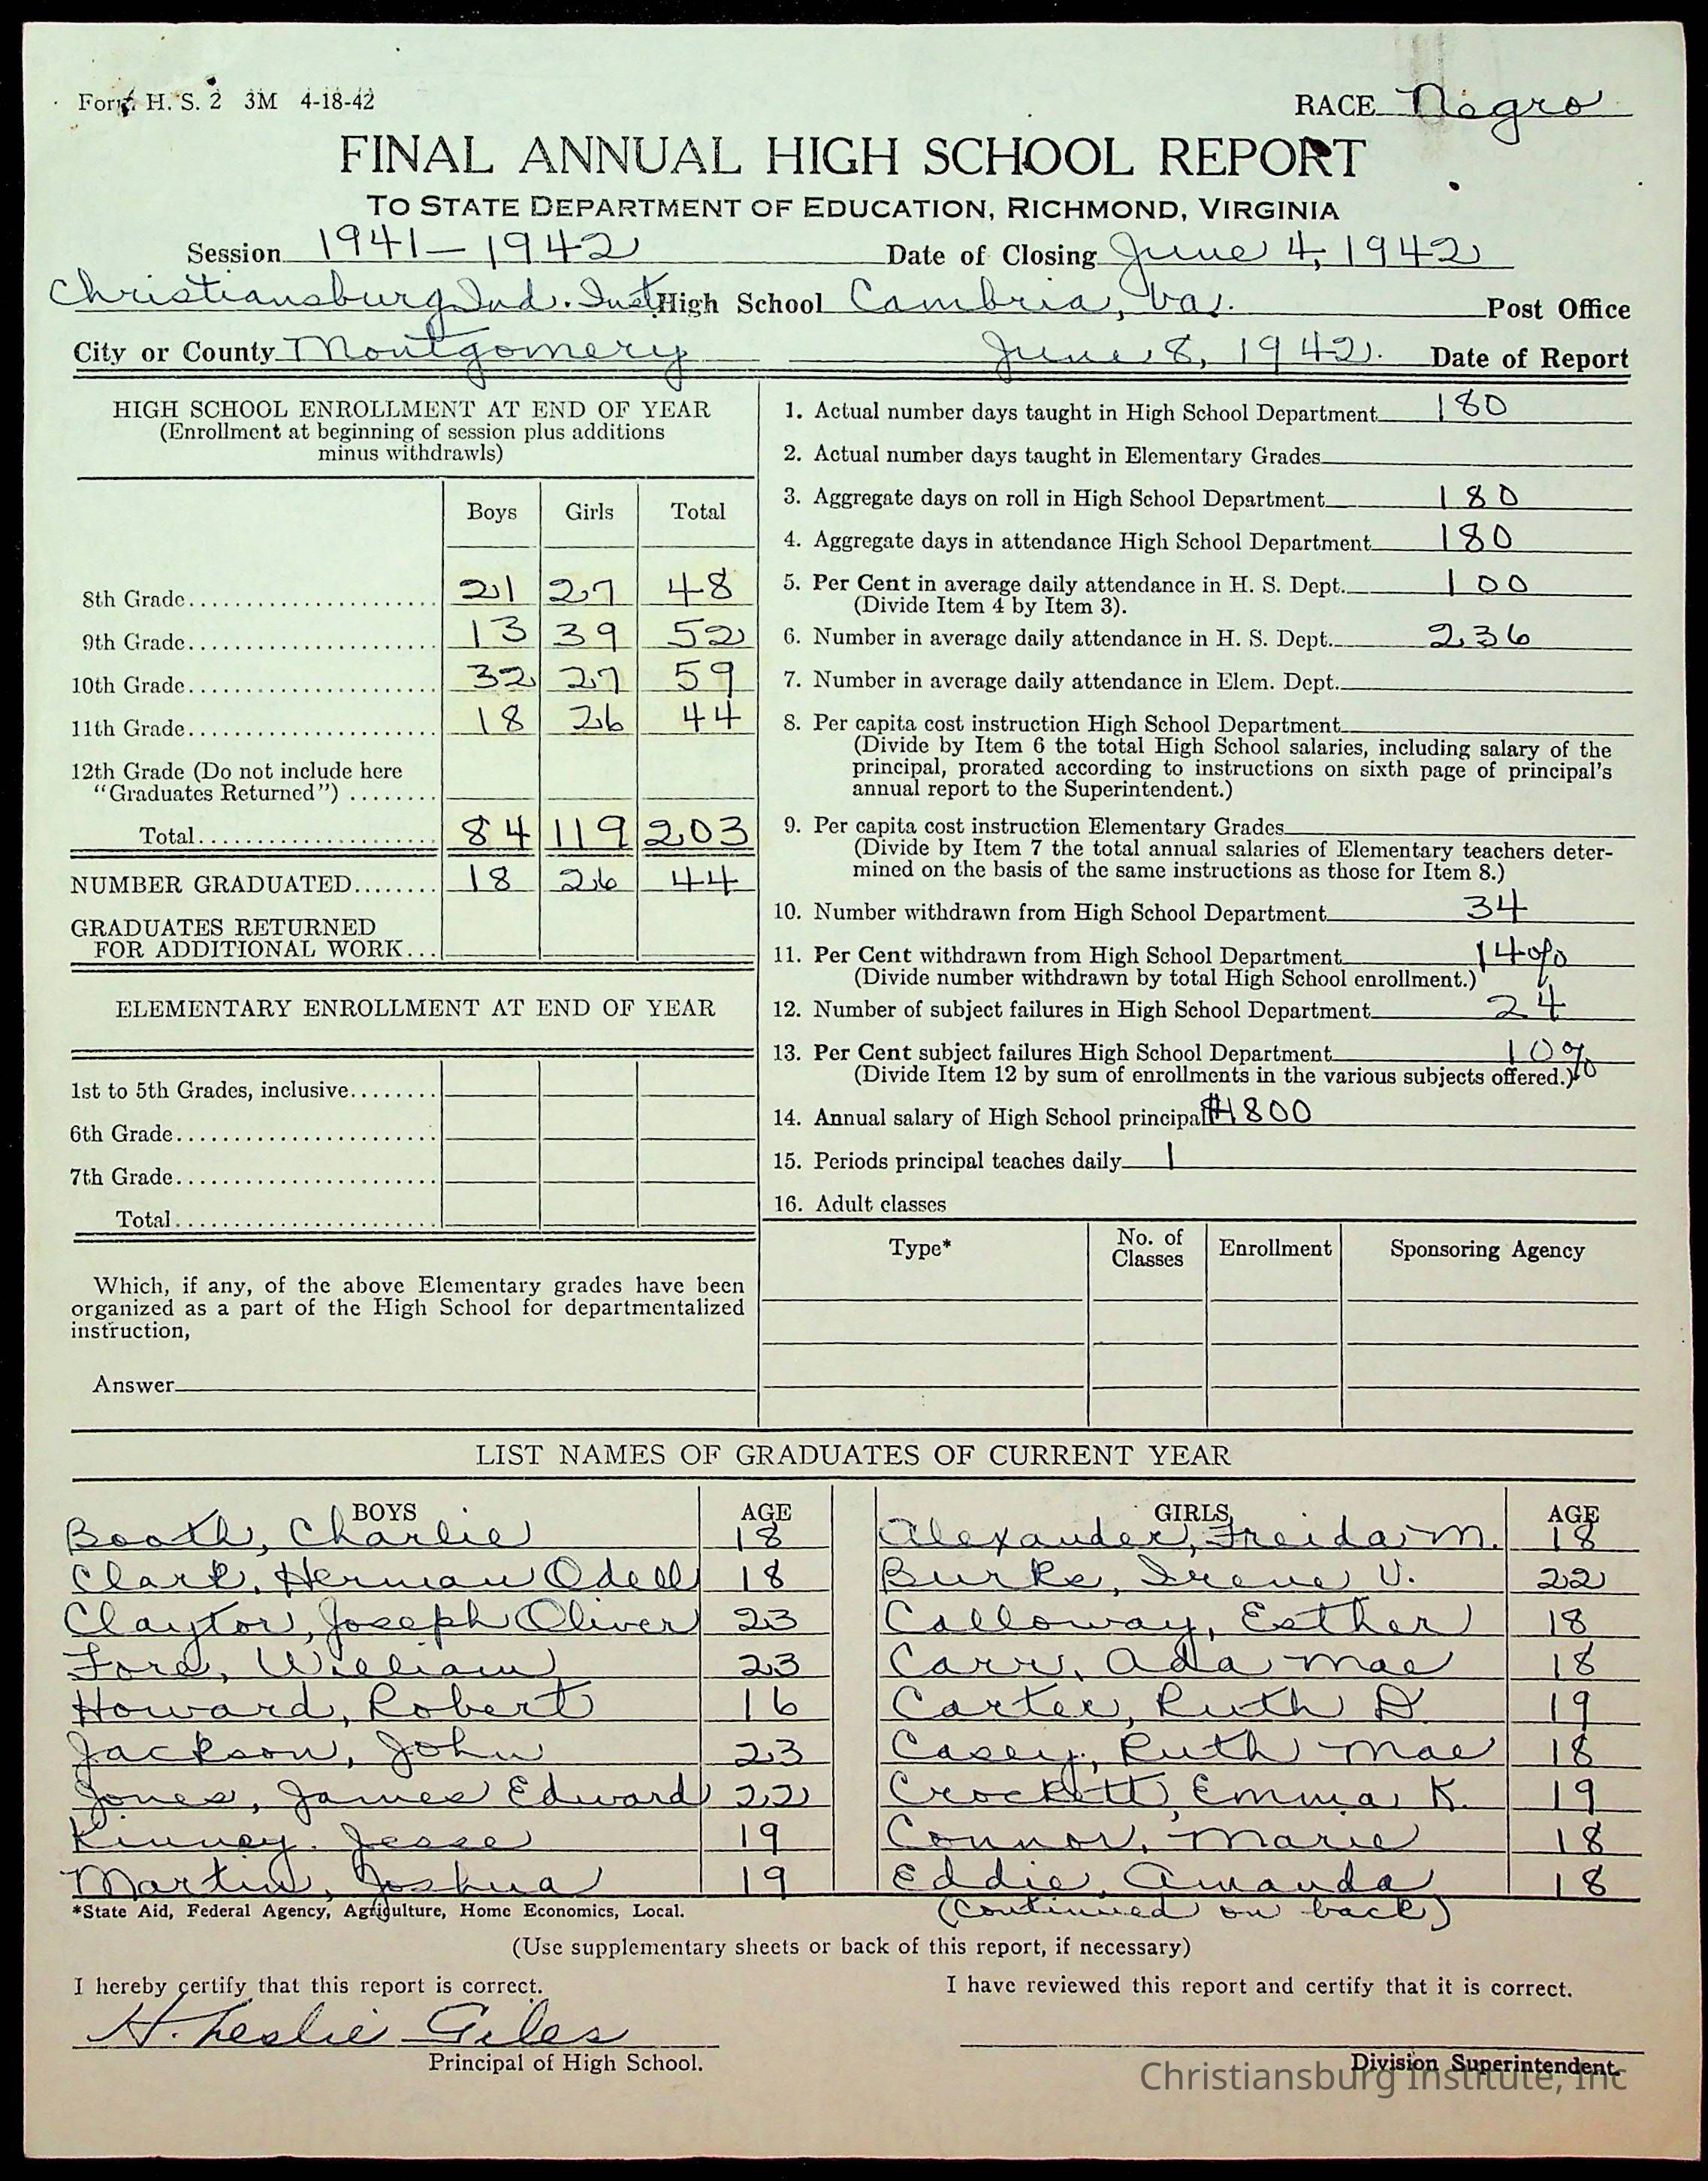 Form H. S. 2 3M 4-18-42
RACE Negro
FINAL ANNUAL HIGH SCHOOL REPORT
TO STATE DEPARTMENT OF EDUCATION, RICHMOND, VIRGINIA
Session 1941-1942 Date of Closing June 4, 1942
Christiansburg Ind. Inst. High School Cambria, Va. Post Office
City or County Montgomery June 8, 1942. Date of Report
HIGH SCHOOL ENROLLMENT AT END OF YEAR
(Enrollment at beginning of session plus additions
minus withdrawls)
Boys Girls Total
8th Grade 21 27 48
9th Grade 13 39 52
10th Grade 32 27 59
11th Grade 18 26 44
12th Grade (Do not include here
"Graduates Returned")
Total 84 119 203
NUMBER GRADUATED 18 26 44
GRADUATES RETURNED
FOR ADDITIONAL WORK
ELEMENTARY ENROLLMENT AT END OF YEAR
1st to 5th Grades, inclusive
6th Grade
7th Grade
Total
Which, if any, of the above Elementary grades have been
organized as a part of the High School for departmentalized
instruction,
Answer
1. Actual number days taught in High School Department 180
2. Actual number days taught in Elementary Grades
3. Aggregate days on roll in High School Department 180
4. Aggregate days in attendance High School Department 180
5. Per Cent in average daily attendance in H. S. Dept. 100
(Divide Item 4 by Item 3).
6. Number in average daily attendance in H. S. Dept. 236
7. Number in average daily attendance in Elem. Dept.
8. Per capita cost instruction High School Department
(Divide by Item 6 the total High School salaries, including salary of the
principal, prorated according to instructions on sixth page of principal's
annual report to the Superintendent.)
9. Per capita cost instruction Elementary Grades
(Divide by Item 7 the total annual salaries of Elementary teachers deter-
mined on the basis of the same instructions as those for Item 8.)
10. Number withdrawn from High School Department 34
11. Per Cent withdrawn from High School Department 14%
(Divide number withdrawn by total High School enrollment.)
12. Number of subject failures in High School Department 24
13. Per Cent subject failures High School Department 10%
(Divide Item 12 by sum of enrollments in the various subjects offered.)
14. Annual salary of High School principal $1800
15. Periods principal teaches daily 1
16. Adult classes
Type* No. of Classes Enrollment Sponsoring Agency
LIST NAMES OF GRADUATES OF CURRENT YEAR
BOYS AGE GIRLS AGE
Booth, Charlie 18 Alexander, Freida M. 18
Clark, Herman Odell 18 Burke, Irene V. 22
Claytor, Joseph Oliver 23 Calloway, Esther 18
Ford, William 23 Carr, Ada Mae 18
Howard, Robert 16 Carter, Ruth D. 19
Jackson, John 23 Casey, Ruth Mae 18
Jones, James Edward 22 Crockett, Emma K. 19
Kinney, Jesse 19 Connor, Marie 18
Martin, Joshua 19 Eddie, Amanda 18
*State Aid, Federal Agency, Agriculture, Home Economics, Local. (Continued on back)
(Use supplementary sheets or back of this report, if necessary)
I hereby certify that this report is correct. I have reviewed this report and certify that it is correct.
H. Leslie Giles
Principal of High School. Division Superintendent.
Christiansburg Institute, Inc